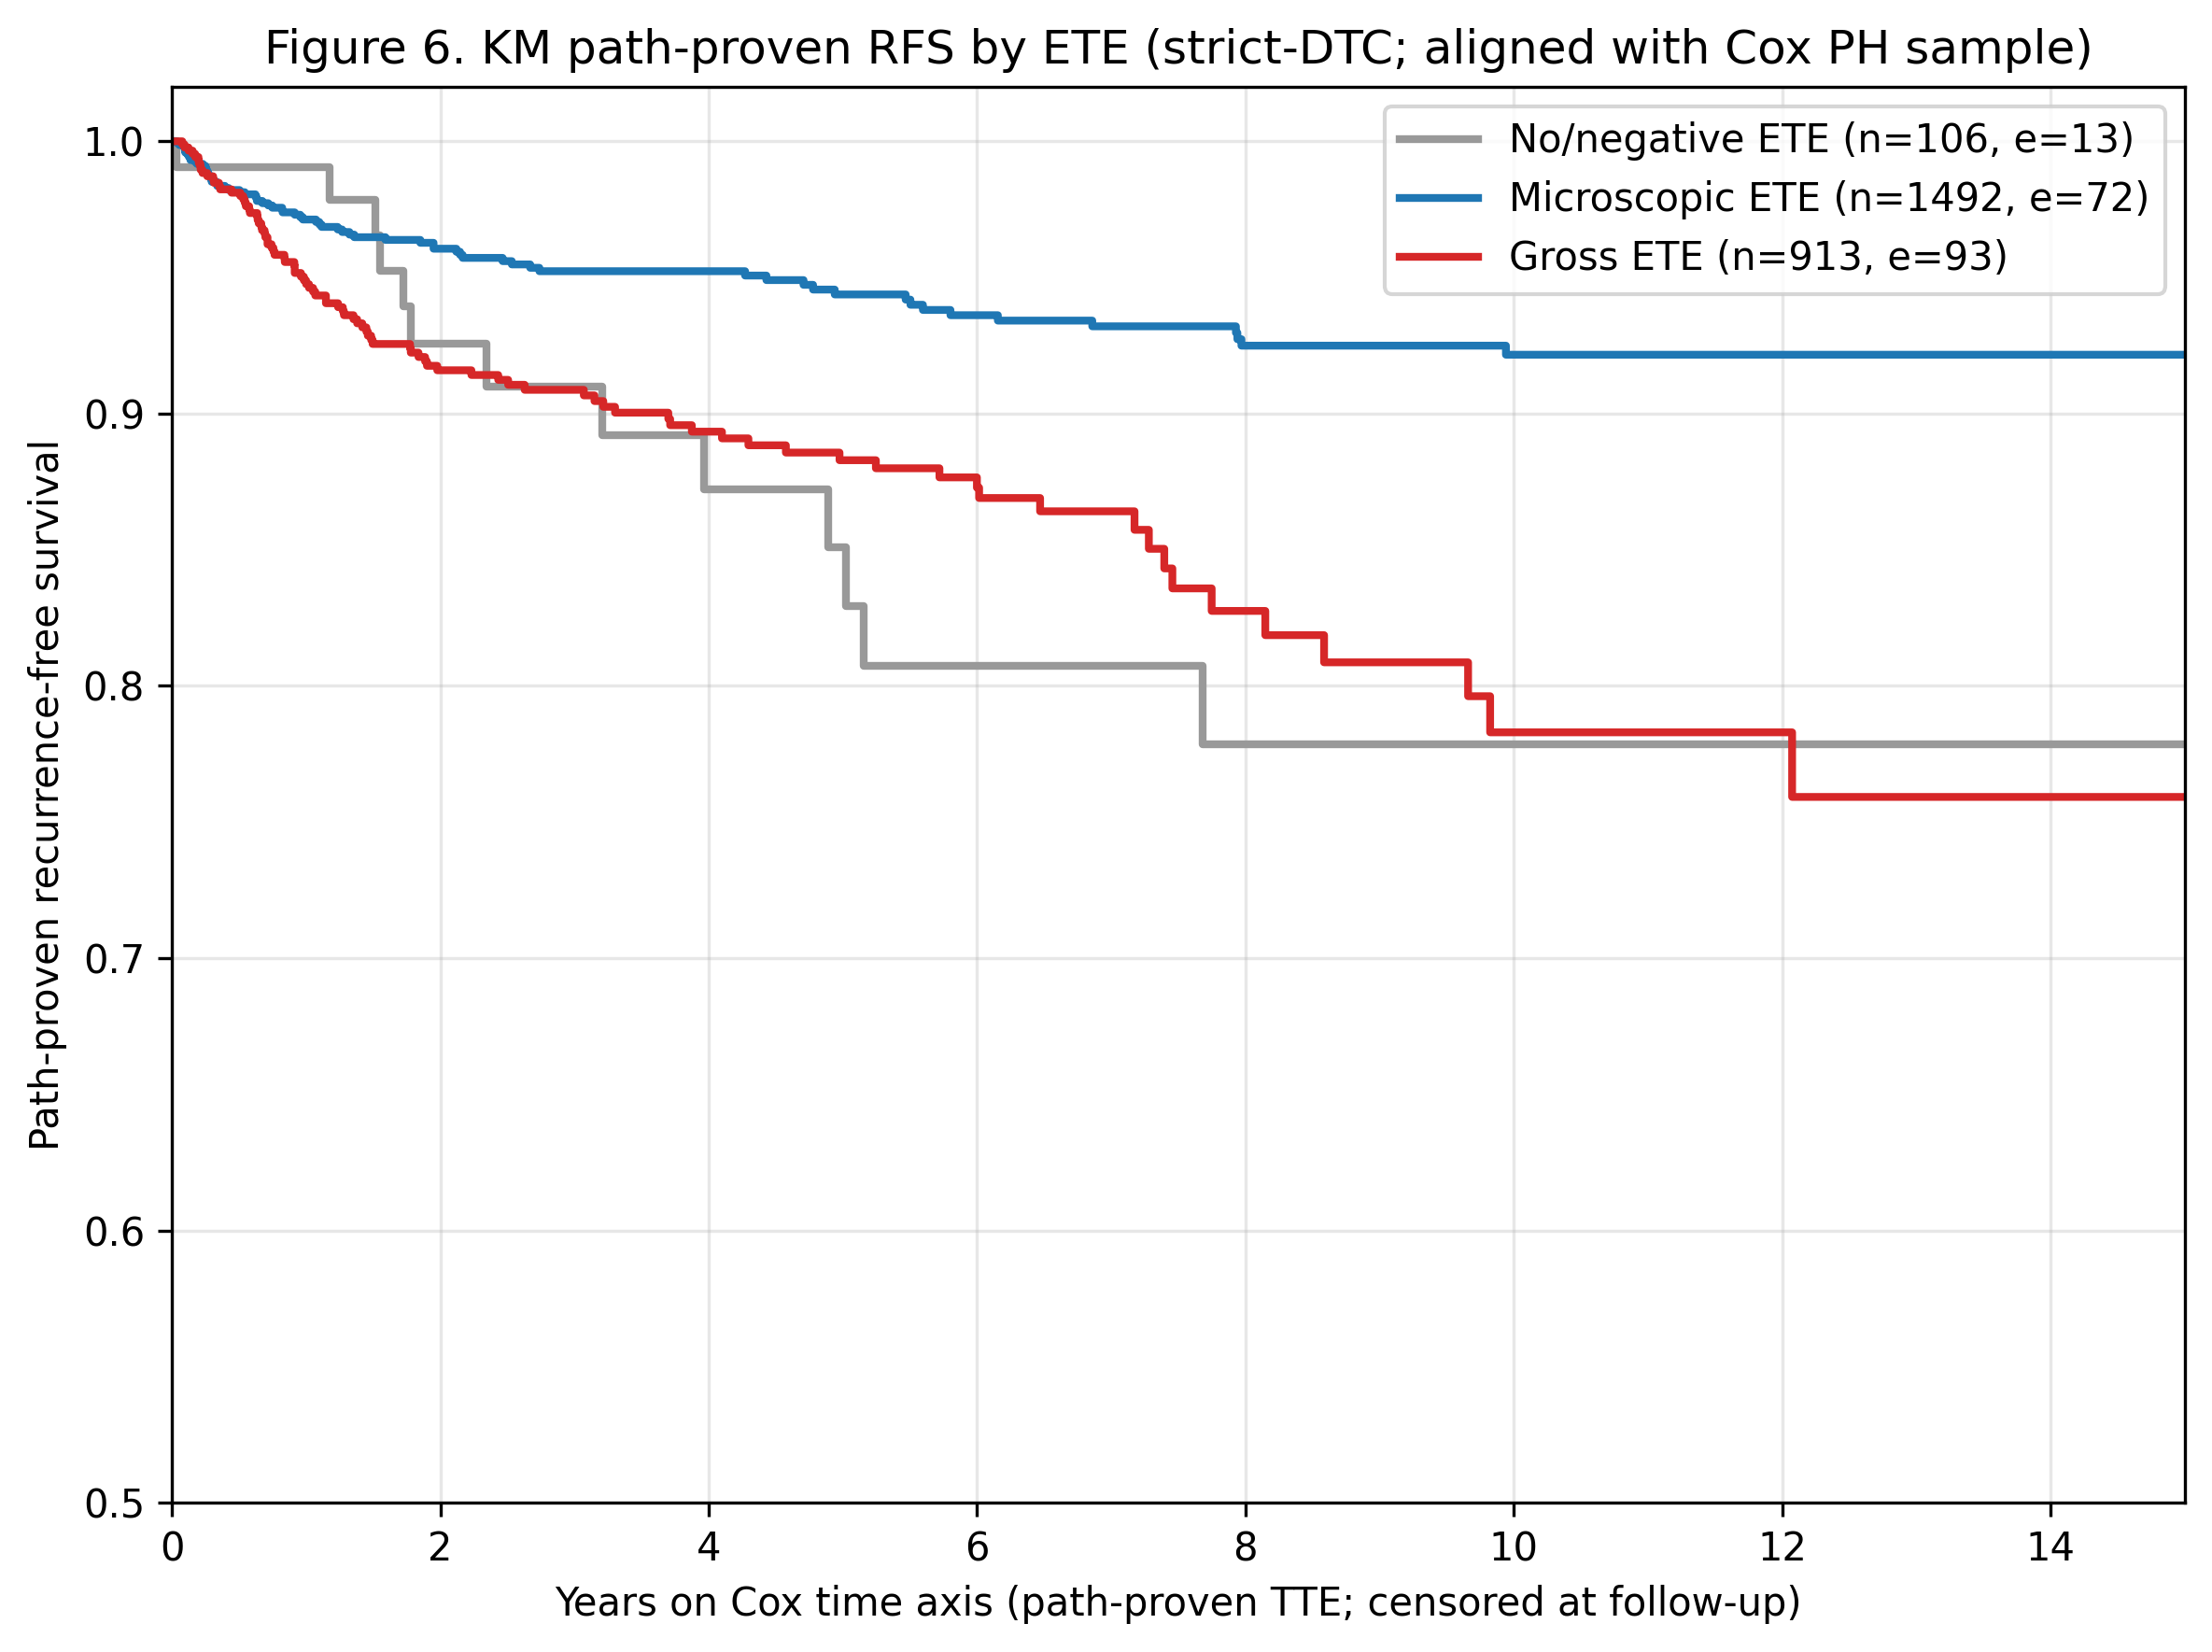 Figure 6. KM path-proven RFS by ETE (strict-DTC; aligned with Cox PH sample)
No/negative ETE (n=106, e=13)
Microscopic ETE (n=1492, e=72)
Gross ETE (n=913, e=93)
Path-proven recurrence-free survival
1.0
0.9
0.8
0.7
0.6
0.5
0 2 4 6 8 10 12 14
Years on Cox time axis (path-proven TTE; censored at follow-up)